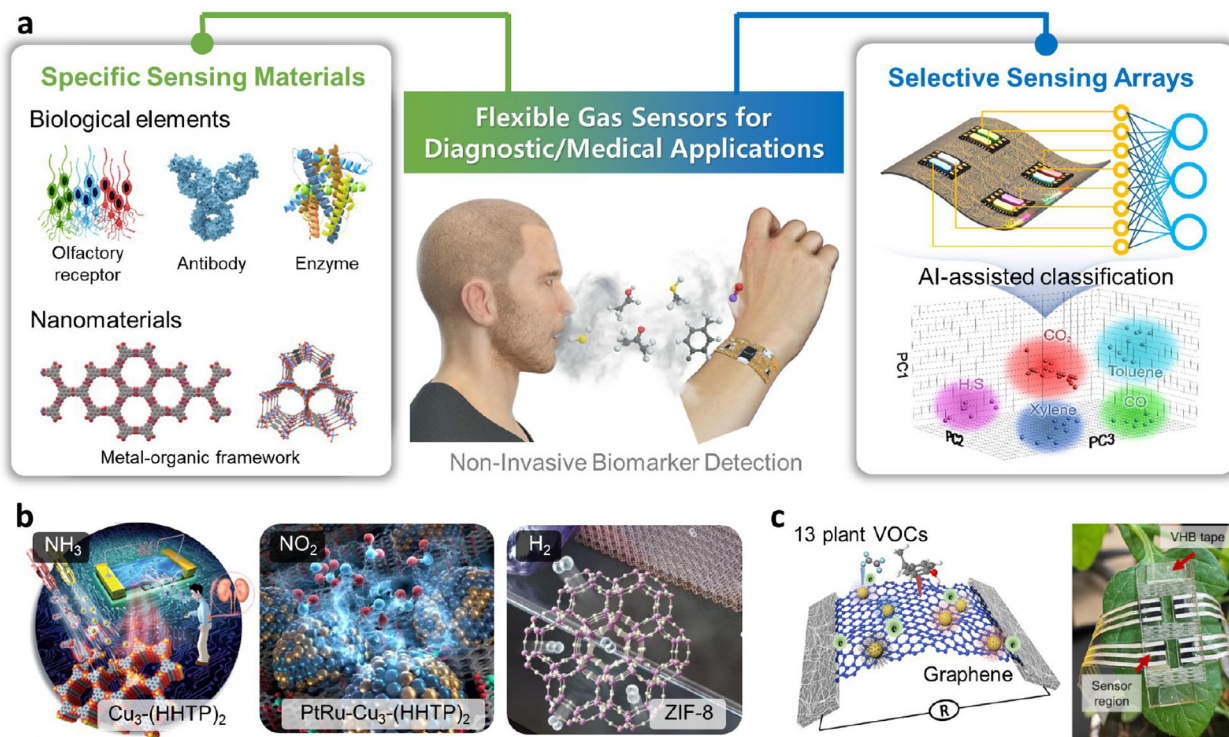 a
Specific Sensing Materials
Biological elements
Olfactory
receptor
Antibody
Enzyme
Nanomaterials
Metal-organic framework
Flexible Gas Sensors for
Diagnostic/Medical Applications
Non-Invasive Biomarker Detection
Selective Sensing Arrays
AI-assisted classification
PC1
CO₂
Toluene
H₂S
Xylene
CO
PC2
PC3
b
NH₃
Cu₃-(HHTP)₂
NO₂
PtRu-Cu₃-(HHTP)₂
H₂
ZIF-8
c
13 plant VOCs
Graphene
R
VHB tape
Sensor
region